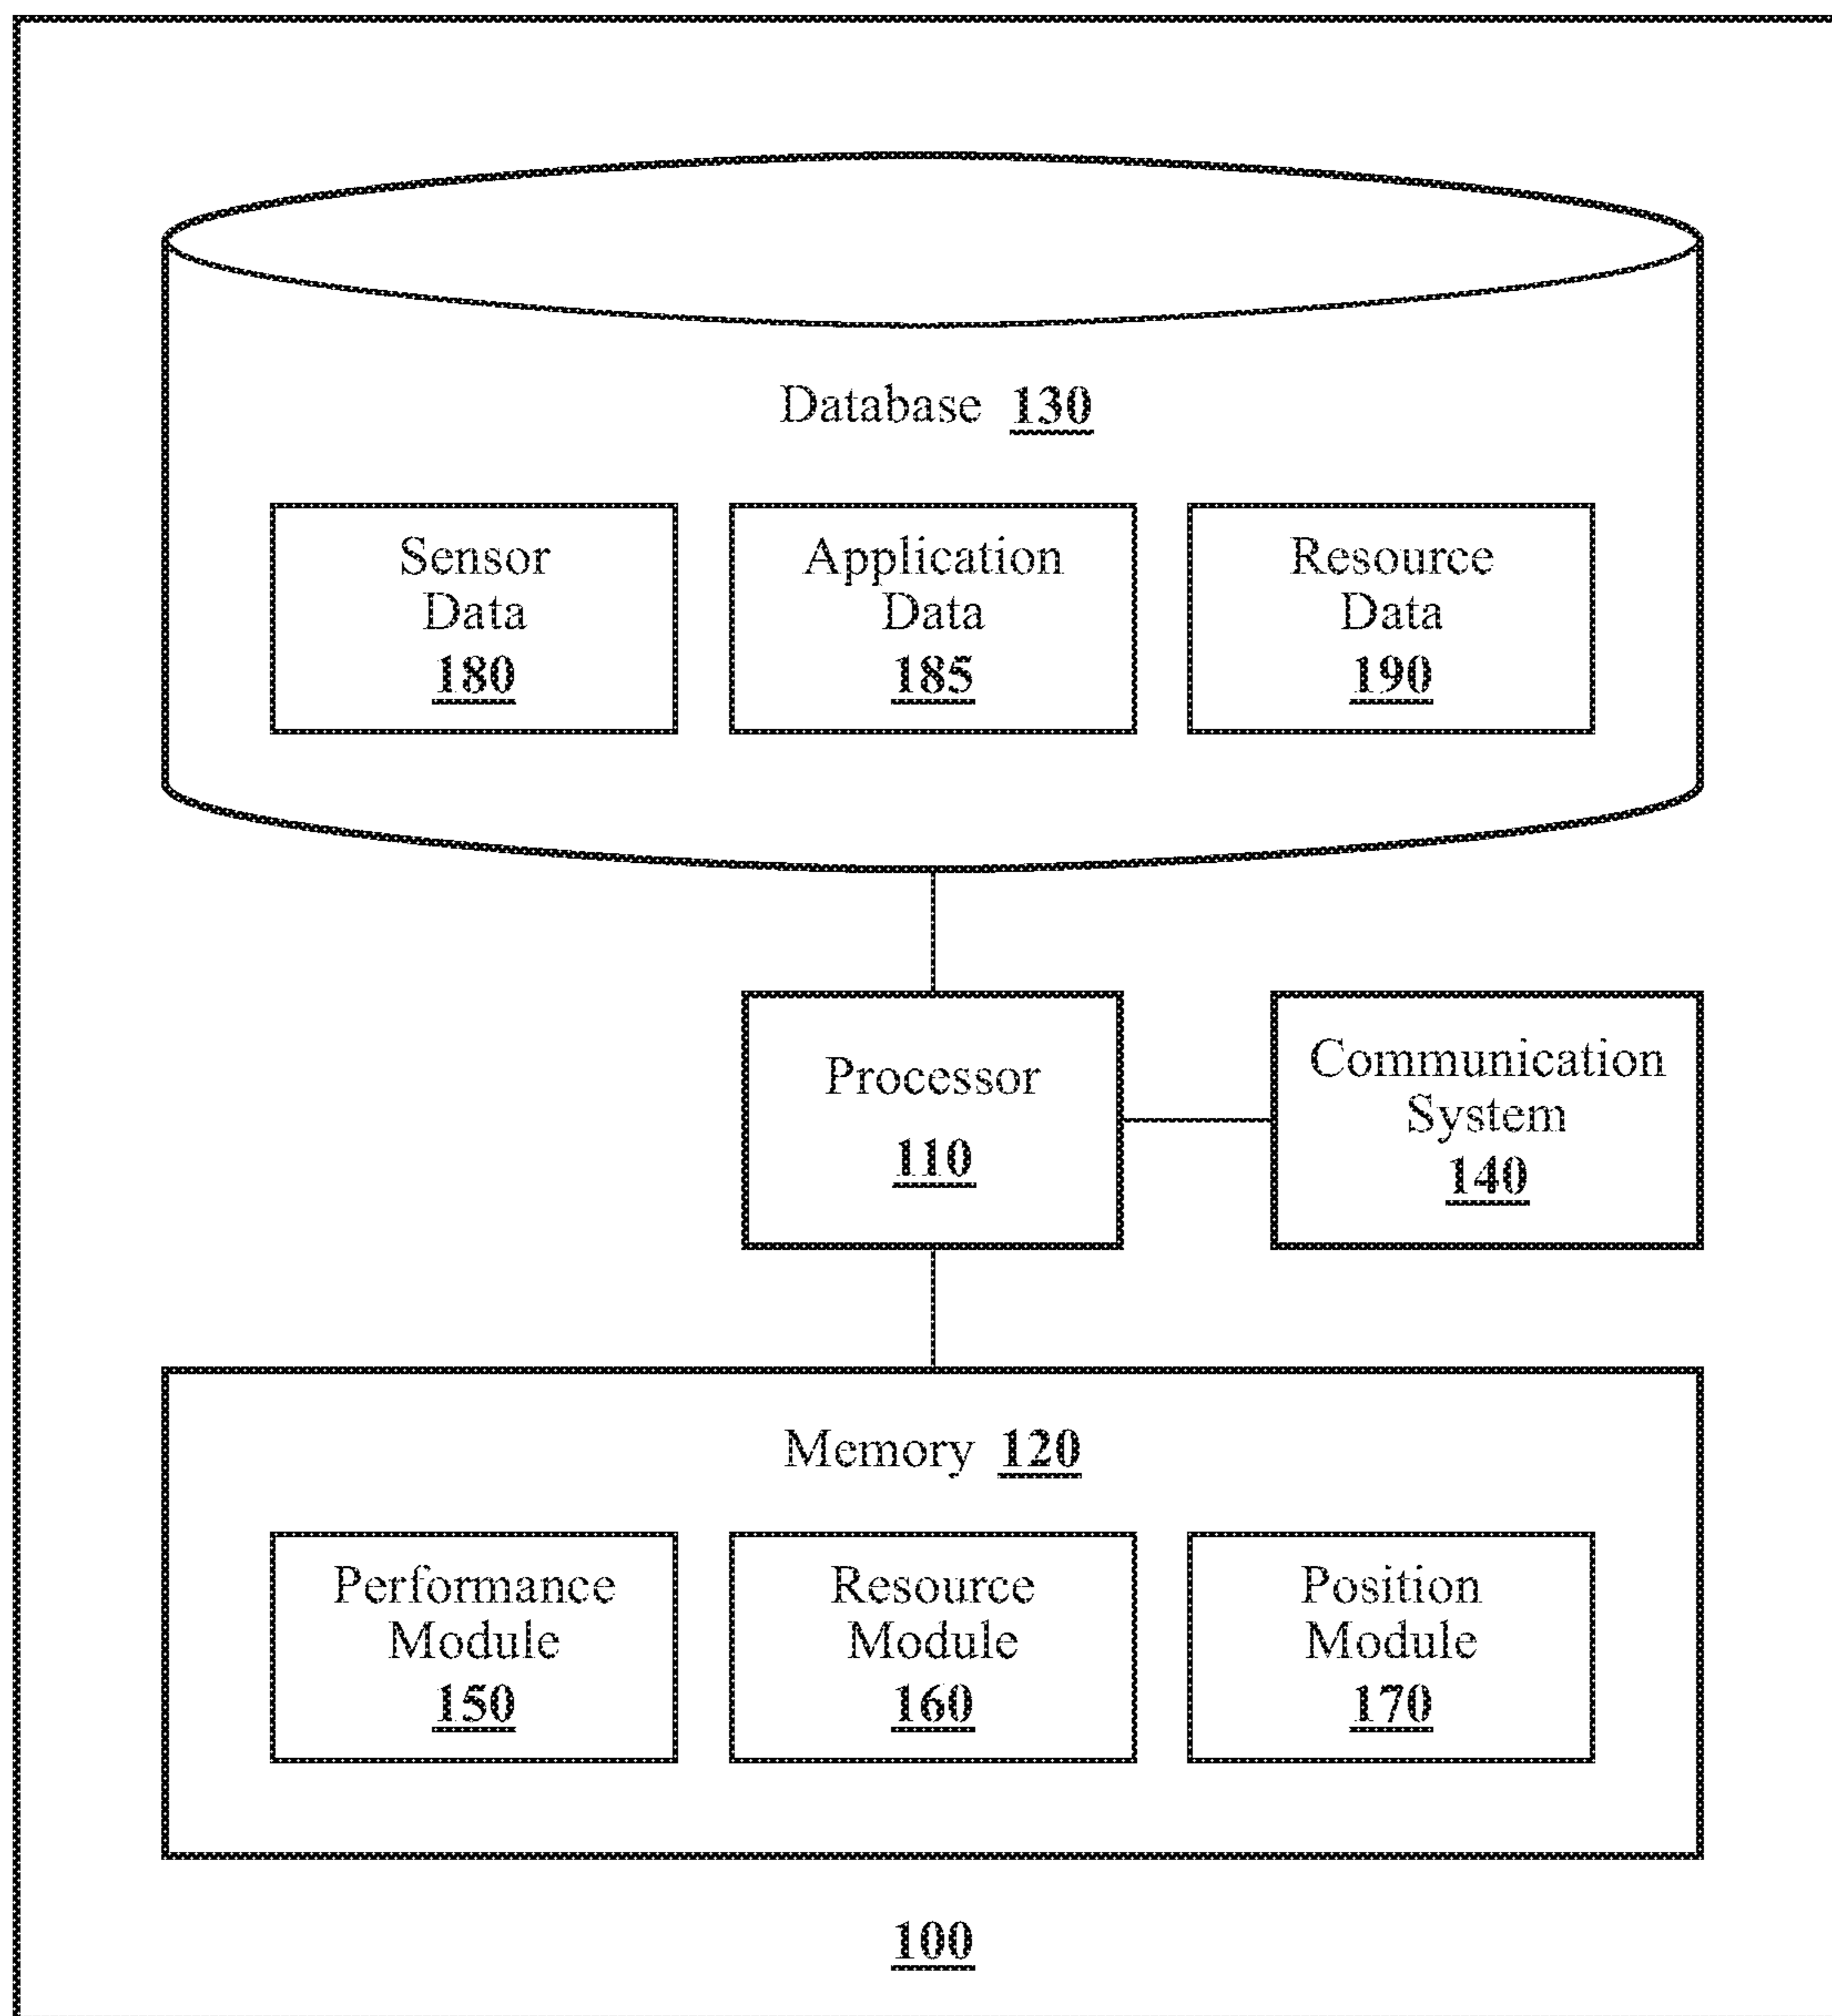 Database 130
Sensor
Data
180
Application
Data
185
Resource
Data
190
Processor
110
Communication
System
140
Memory 120
Performance
Module
150
Resource
Module
160
Position
Module
170
100